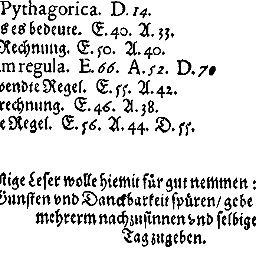 Pythagorica. D. 14.
s es bedeute. E. 40. A. 33.
Rechnung. E. 50. A. 40.
m regula. E. 66. A. 52. D. 70
wendte Regel. E. 55. A. 42.
rechnung. E. 46. A. 38.
e Regel. E. 56. A. 44. D. 55.
stige Leser wolle hiemit für gut nemmen:
Gunsten vnd Danckbarkeit spüren/ gebe
mehrerm nachzusinnen vnd selbige
Tag zugeben.